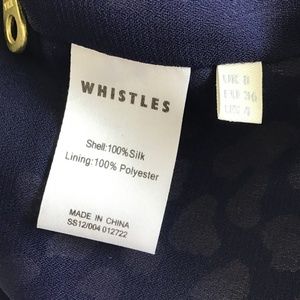 WHISTLES
Shell:100%Silk
Lining:100% Polyester
MADE IN CHINA
SS12/004 012722
UK 8
EU 36
US 4